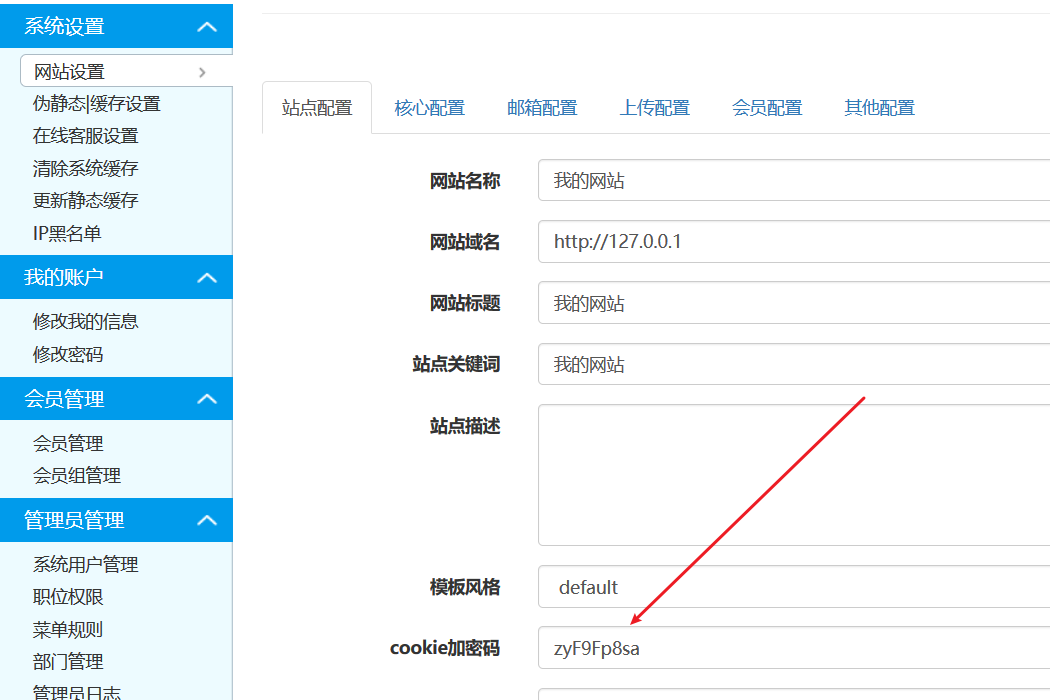 系统设置
网站设置
伪静态|缓存设置
在线客服设置
清除系统缓存
更新静态缓存
IP黑名单
我的账户
修改我的信息
修改密码
会员管理
会员管理
会员组管理
管理员管理
系统用户管理
职位权限
菜单规则
部门管理
管理员日志
站点配置 核心配置 邮箱配置 上传配置 会员配置 其他配置
网站名称 我的网站
网站域名 http://127.0.0.1
网站标题 我的网站
站点关键词 我的网站
站点描述
模板风格 default
cookie加密码 zyF9Fp8sa